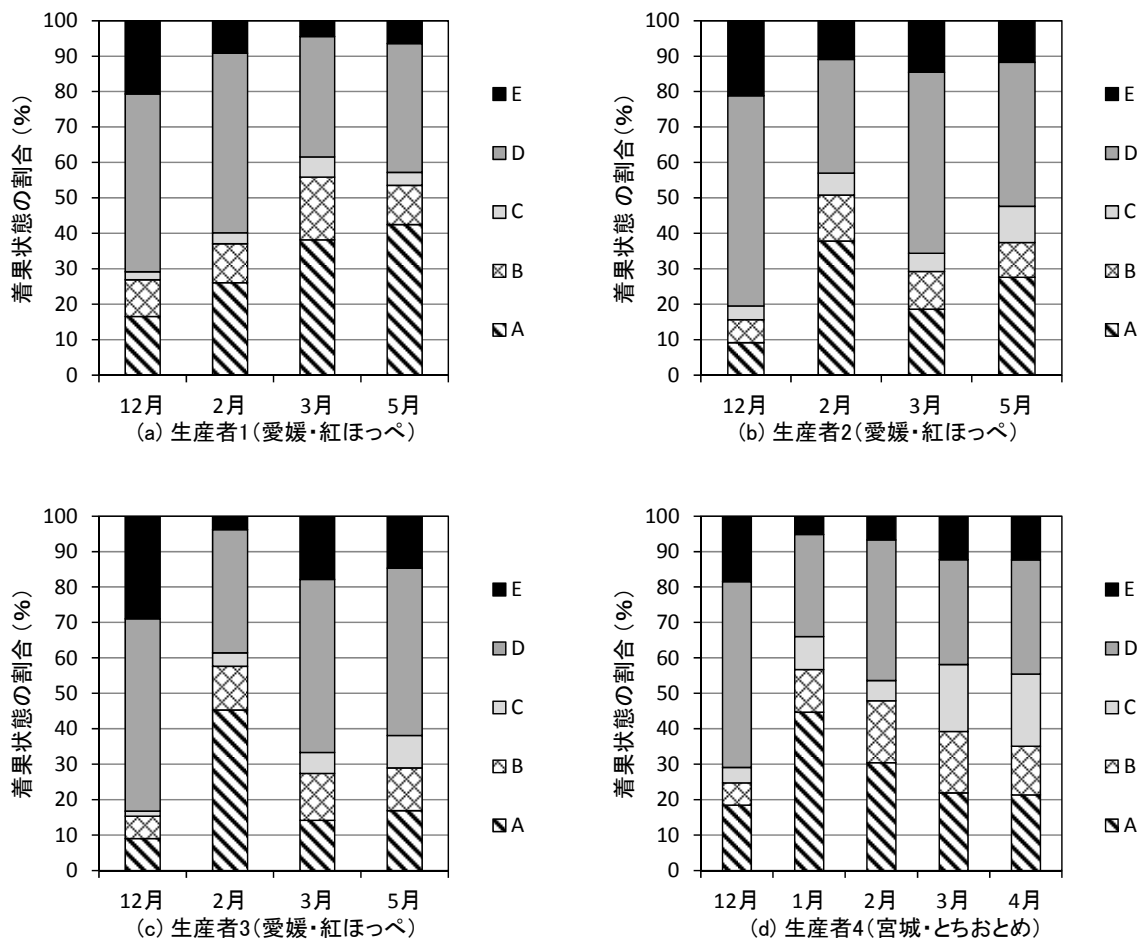 着果状態の割合 (%)
100
90
80
70
60
50
40
30
20
10
0
12月 2月 3月 5月
E
D
C
B
A
(a) 生産者1(愛媛・紅ほっぺ)
着果状態の割合 (%)
100
90
80
70
60
50
40
30
20
10
0
12月 2月 3月 5月
E
D
C
B
A
(b) 生産者2(愛媛・紅ほっぺ)
着果状態の割合 (%)
100
90
80
70
60
50
40
30
20
10
0
12月 2月 3月 5月
E
D
C
B
A
(c) 生産者3(愛媛・紅ほっぺ)
着果状態の割合 (%)
100
90
80
70
60
50
40
30
20
10
0
12月 1月 2月 3月 4月
E
D
C
B
A
(d) 生産者4(宮城・とちおとめ)